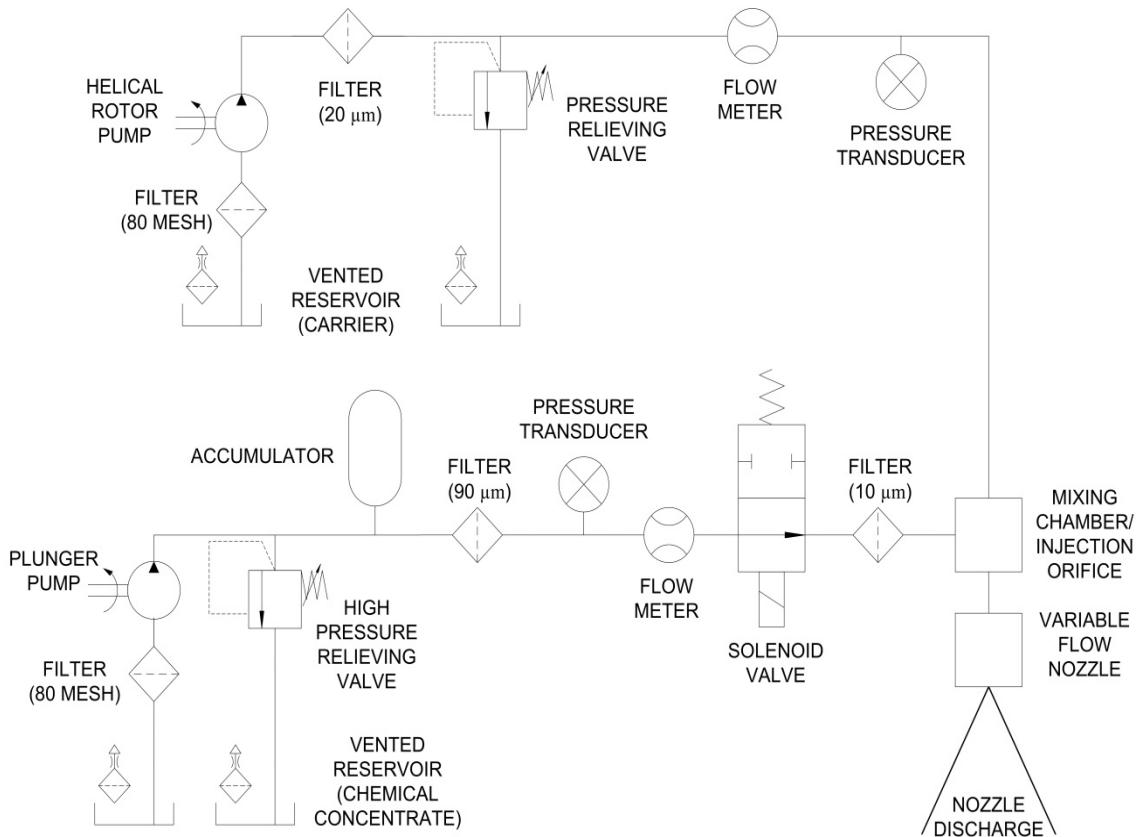 HELICAL
ROTOR
PUMP
FILTER
(20 µm)
PRESSURE
RELIEVING
VALVE
FLOW
METER
PRESSURE
TRANSDUCER
FILTER
(80 MESH)
VENTED
RESERVOIR
(CARRIER)
ACCUMULATOR
FILTER
(90 µm)
PRESSURE
TRANSDUCER
FILTER
(10 µm)
MIXING
CHAMBER/
INJECTION
ORIFICE
PLUNGER
PUMP
HIGH
PRESSURE
RELIEVING
VALVE
FLOW
METER
SOLENOID
VALVE
VARIABLE
FLOW
NOZZLE
FILTER
(80 MESH)
VENTED
RESERVOIR
(CHEMICAL
CONCENTRATE)
NOZZLE
DISCHARGE